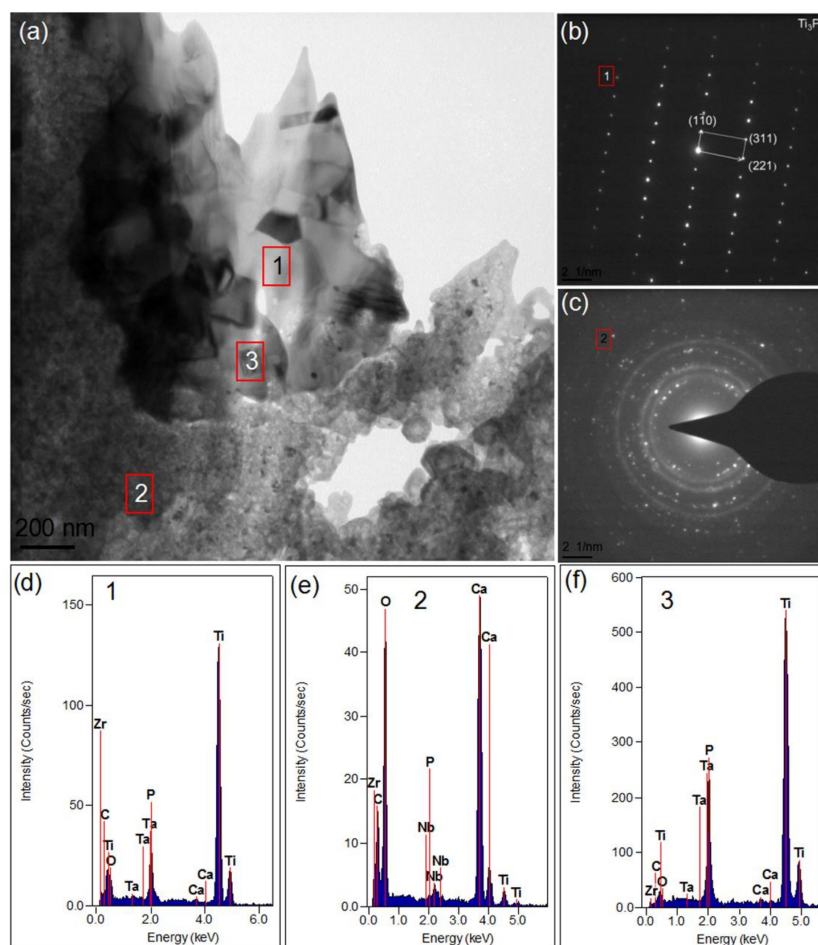 (a)
1
3
2
200 nm
(b)
Ti3P
1
(110)
(311)
(221)
2 1/nm
(c)
2
2 1/nm
(d)
1
150
100
50
0
Intensity (Counts/sec)
Zr
C
Ti
O
Ta
Ta
Ta
P
Ca
Ca
Ti
Ti
0.0
2.0
4.0
6.0
Energy (keV)
(e)
2
50
40
30
20
10
0
Intensity (Counts/sec)
Zr
C
O
Nb
P
Nb
Nb
Ca
Ca
Ti
Ti
0.0
1.0
2.0
3.0
4.0
5.0
Energy (keV)
(f)
3
600
500
400
300
200
100
0
Intensity (Counts/sec)
Zr
C
Ti
O
Ta
Ta
Ta
P
Ca
Ca
Ti
Ti
0.0
1.0
2.0
3.0
4.0
5.0
Energy (keV)